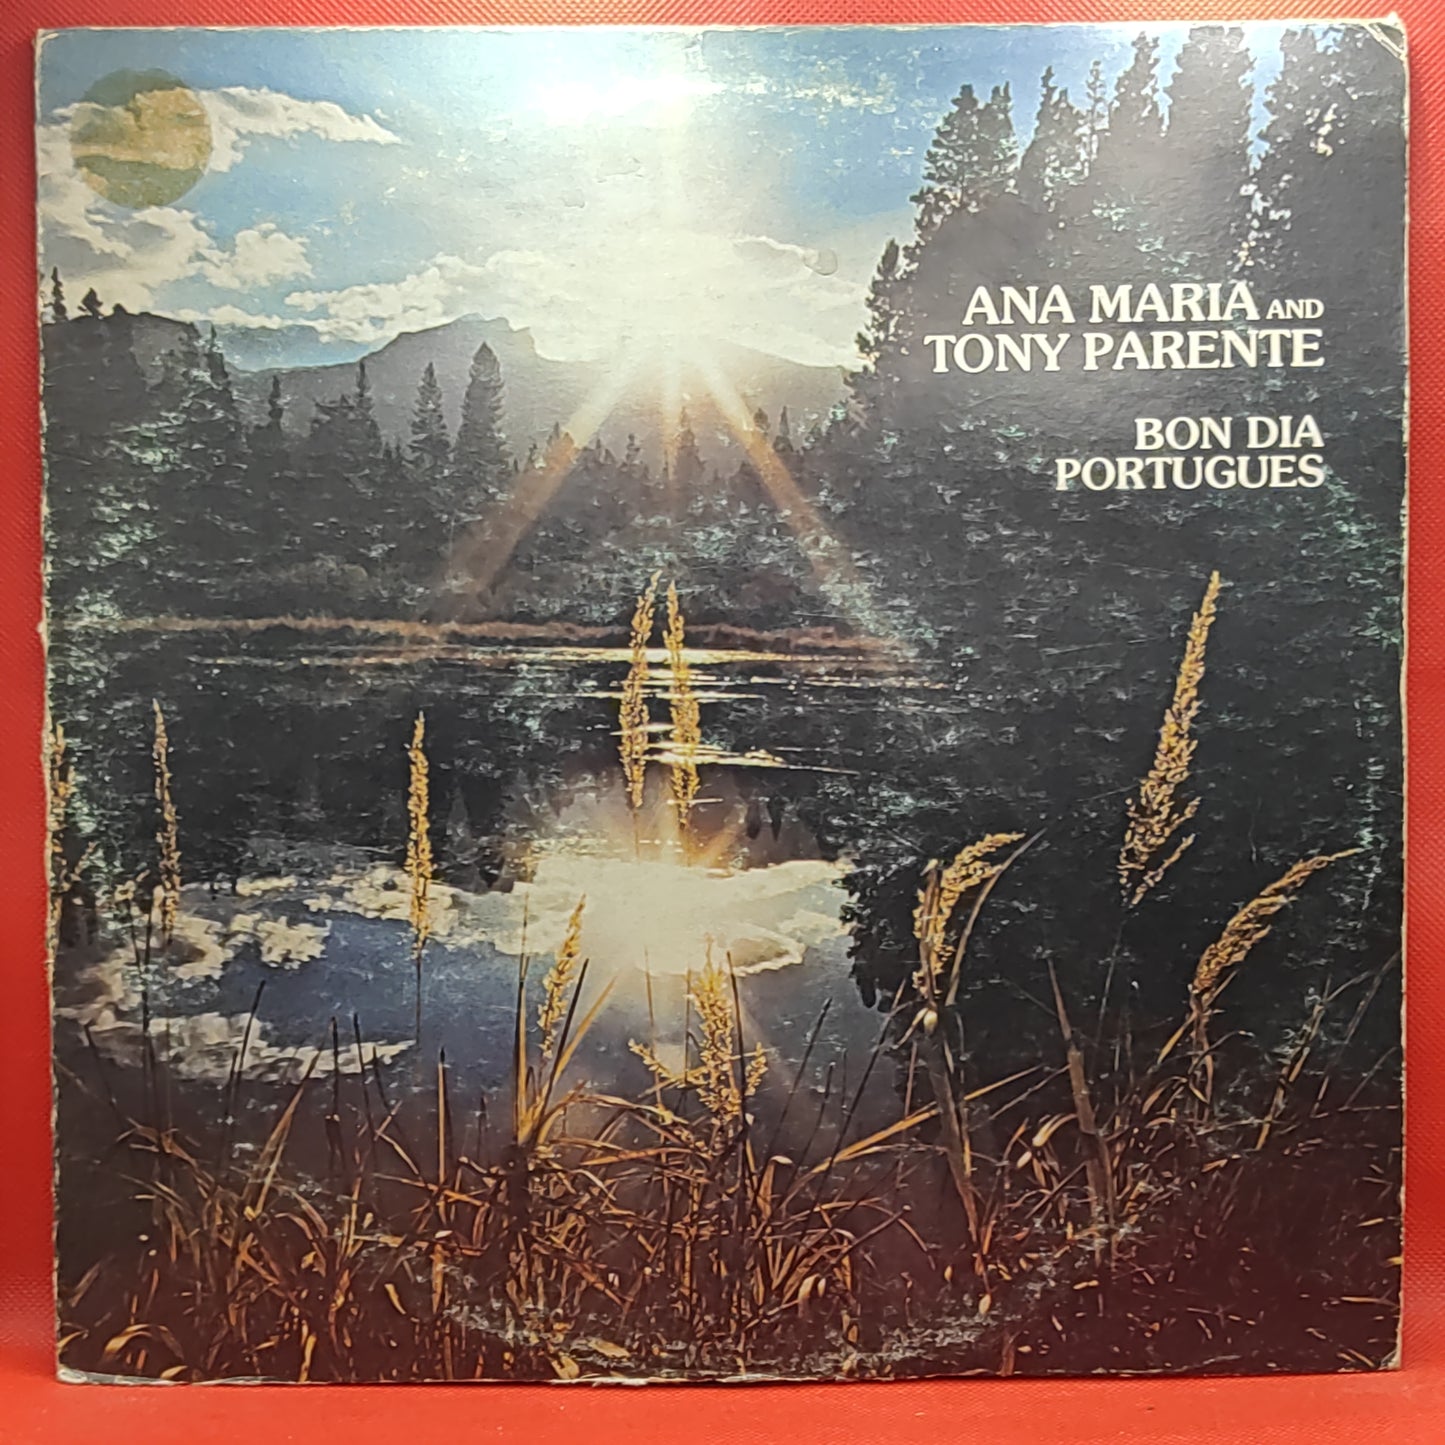 ANA MARIA AND
TONY PARENTE
BON DIA
PORTUGUES